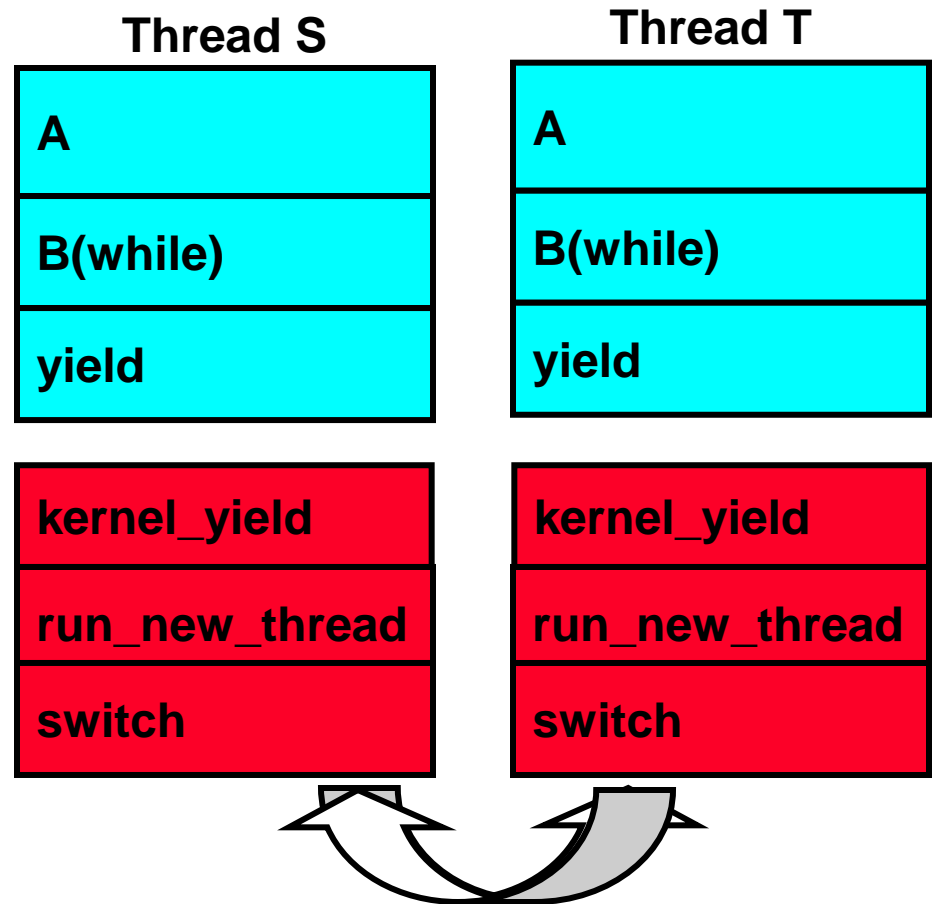 Thread S
A
B(while)
yield
kernel_yield
run_new_thread
switch
Thread T
A
B(while)
yield
kernel_yield
run_new_thread
switch